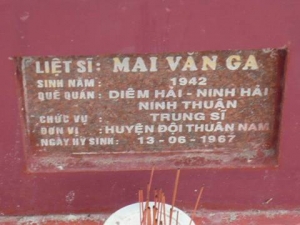 LIỆT SĨ: MAI VĂN GA
SINH NĂM : 1942
QUÊ QUÁN : DIÊM HẢI - NINH HẢI
NINH THUẬN
CHỨC VỤ : TRUNG SĨ
ĐƠN VỊ : HUYỆN ĐỘI THUẬN NAM
NGÀY HY SINH: 13-06-1967